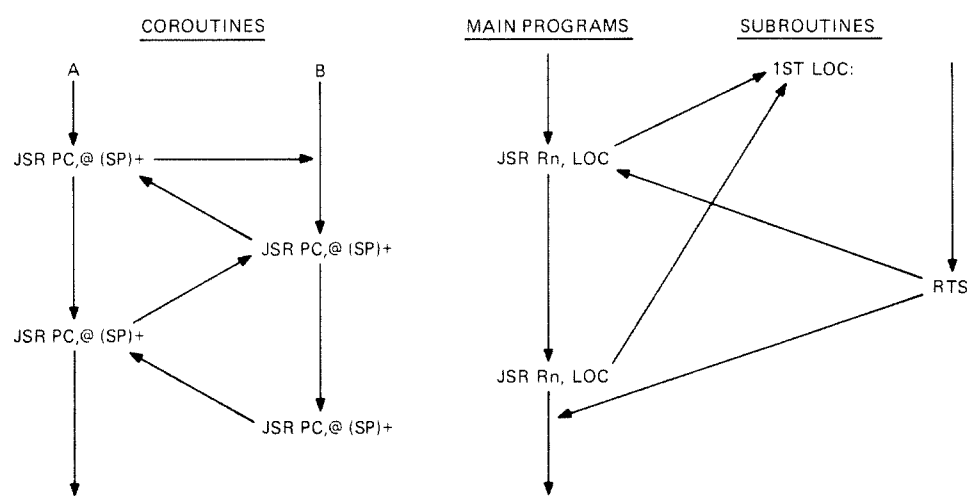 COROUTINES
A
B
JSR PC,@ (SP)+
JSR PC,@ (SP)+
JSR PC,@ (SP)+
JSR PC,@ (SP)+
MAIN PROGRAMS
SUBROUTINES
1ST LOC:
JSR Rn, LOC
RTS
JSR Rn, LOC